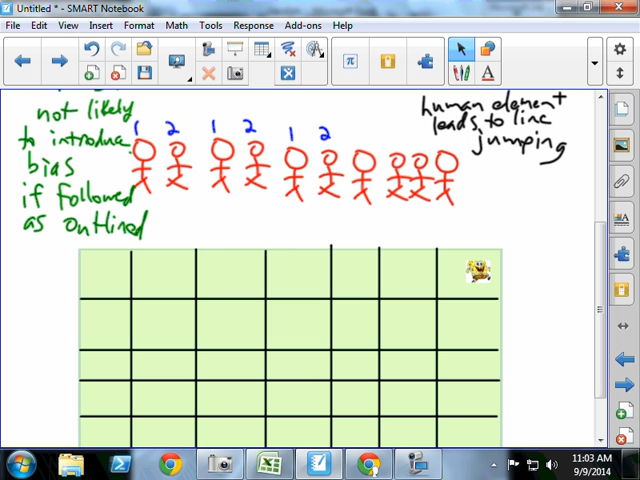 Untitled * - SMART Notebook
File Edit View Insert Format Tools Response Add-ons Help
not likely
to introduce
bias
if followed
as outlined
1 2 1 2 1 2
human element
leads to line
jumping
11:03 AM
9/9/2014